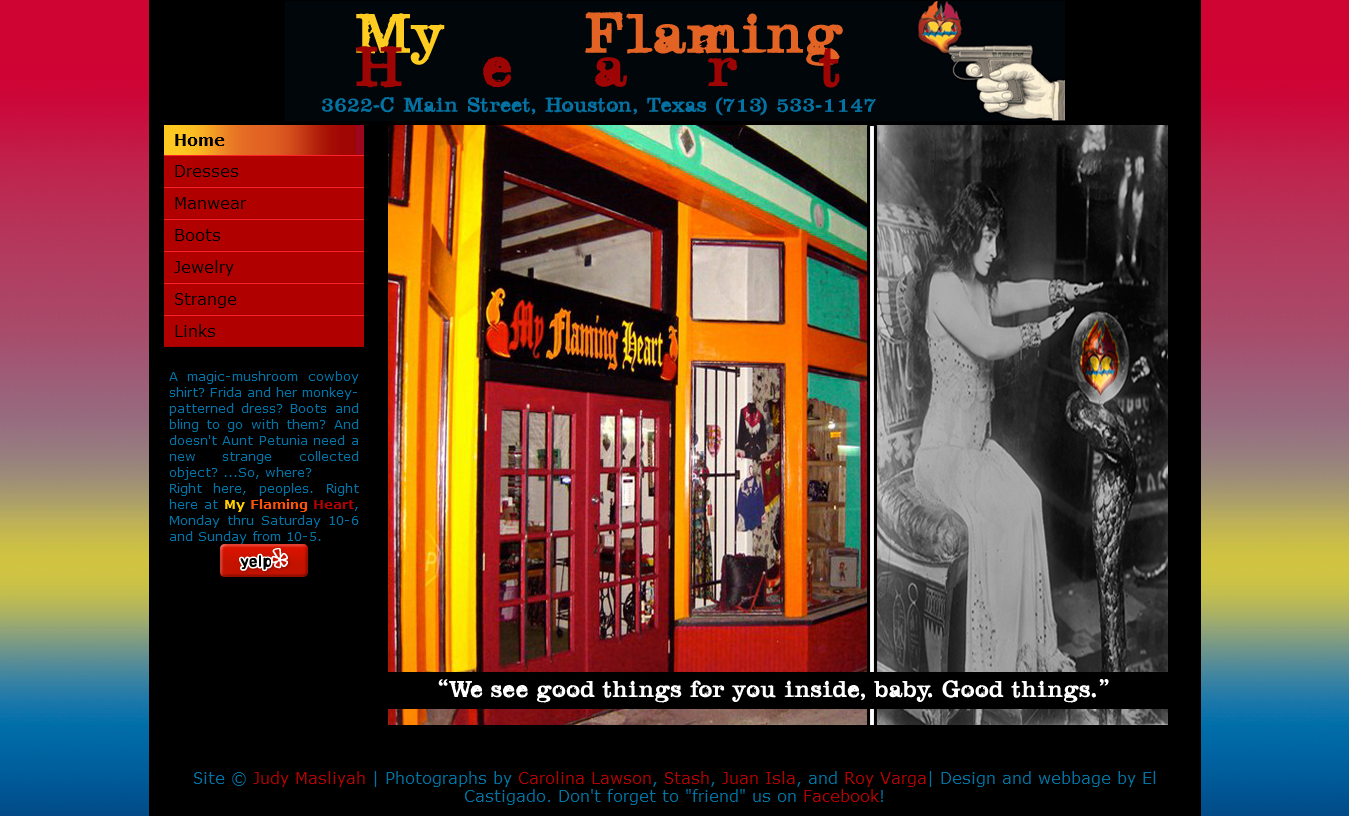 My Flaming
Heart
3622-C Main Street, Houston, Texas (713) 533-1147
Home
Dresses
Manwear
Boots
Jewelry
Strange
Links
A magic-mushroom cowboy
shirt? Frida and her monkey-
patterned dress? Boots and
bling to go with them? And
doesn't Aunt Petunia need a
new strange collected
object? ...So, where?
Right here, peoples. Right
here at My Flaming Heart,
Monday thru Saturday 10-6
and Sunday from 10-5.
yelp
My Flaming Heart
“We see good things for you inside, baby. Good things.”
Site © Judy Masliyah | Photographs by Carolina Lawson, Stash, Juan Isla, and Roy Varga| Design and webbage by El
Castigado. Don't forget to "friend" us on Facebook!